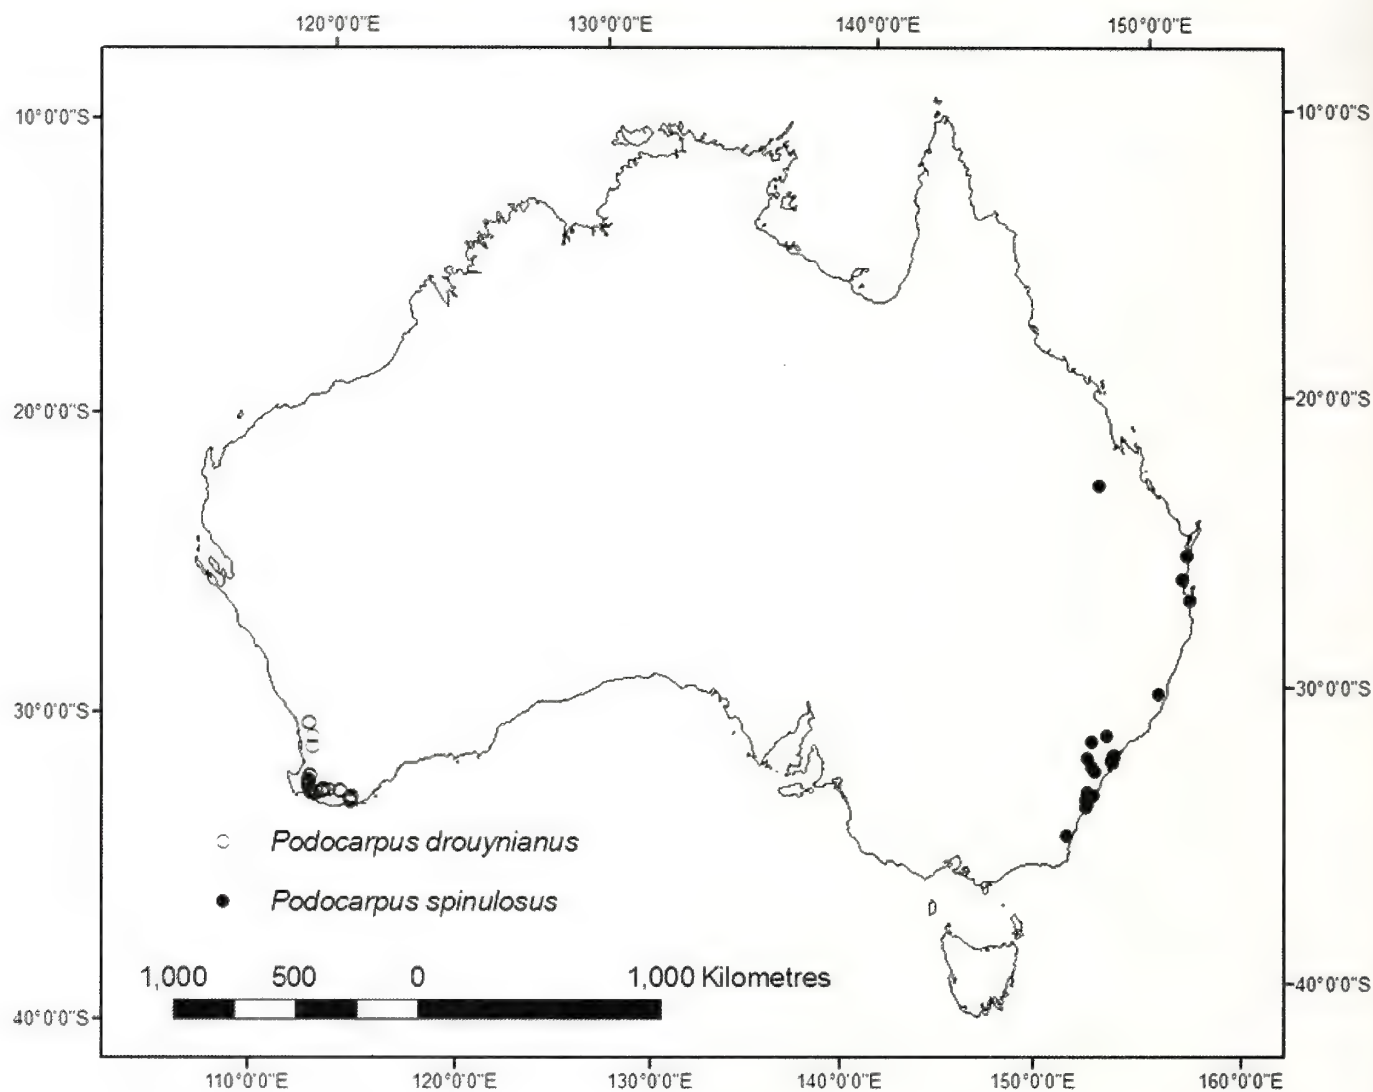 120°0'0"E 130°0'0"E 140°0'0"E 150°0'0"E
10°0'0"S 10°0'0"S
20°0'0"S 20°0'0"S
30°0'0"S 30°0'0"S
Podocarpus drouynianus
Podocarpus spinulosus
1,000 500 0 1,000 Kilometres
40°0'0"S 40°0'0"S
110°0'0"E 120°0'0"E 130°0'0"E 140°0'0"E 150°0'0"E 160°0'0"E